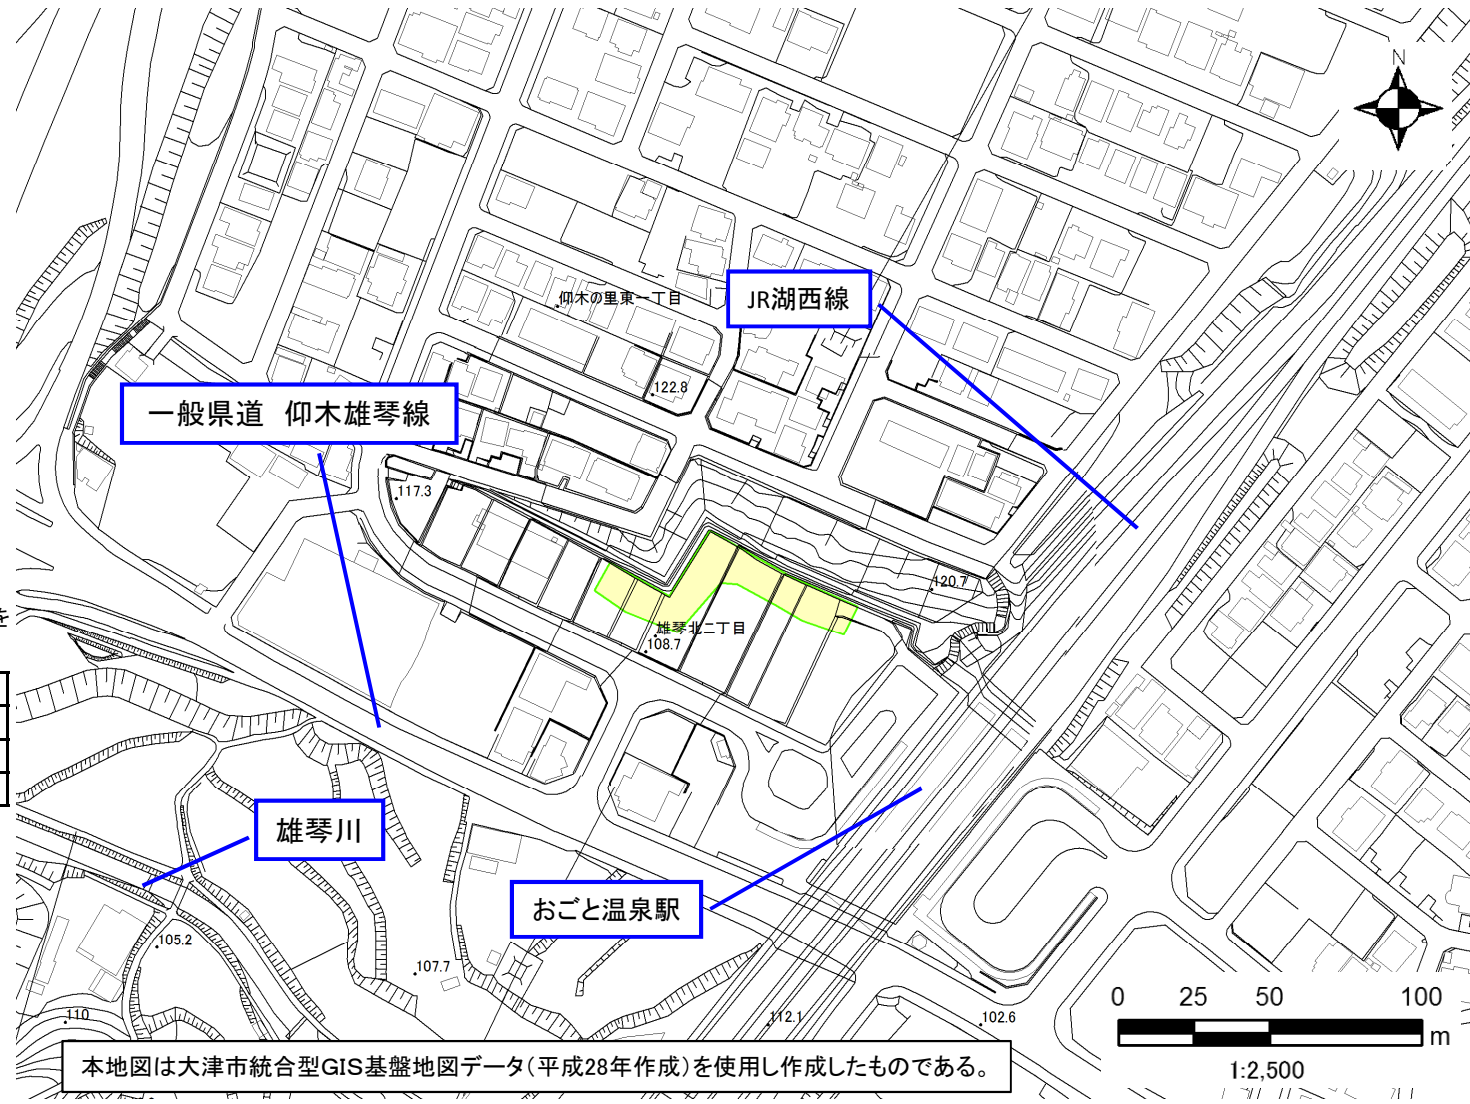 N
仰木の里東一丁目
JR湖西線
122.8
一般県道 仰木雄琴線
117.3
120.7
を
雄琴北二丁目
108.7
雄琴川
おごと温泉駅
105.2
107.7
110
112.1
102.6
0 25 50 100
m
1:2,500
本地図は大津市統合型GIS基盤地図データ(平成28年作成)を使用し作成したものである。